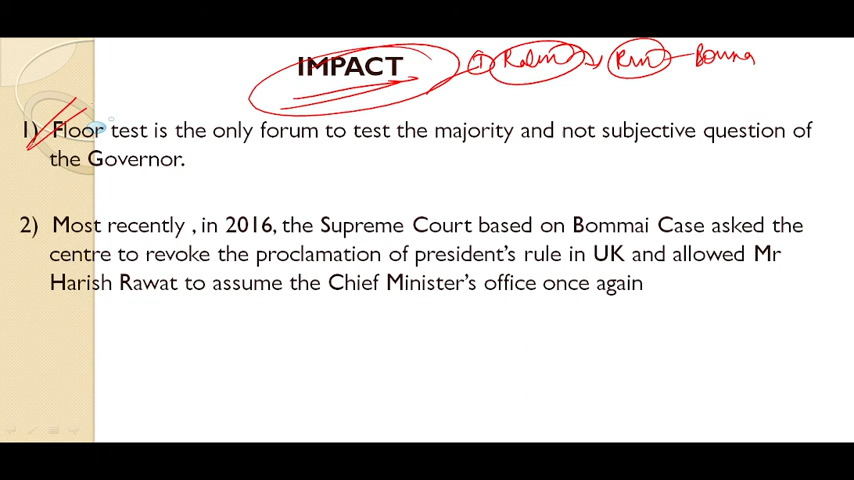 IMPACT
1) Floor test is the only forum to test the majority and not subjective question of
the Governor.
2) Most recently , in 2016, the Supreme Court based on Bommai Case asked the
centre to revoke the proclamation of president's rule in UK and allowed Mr
Harish Rawat to assume the Chief Minister's office once again